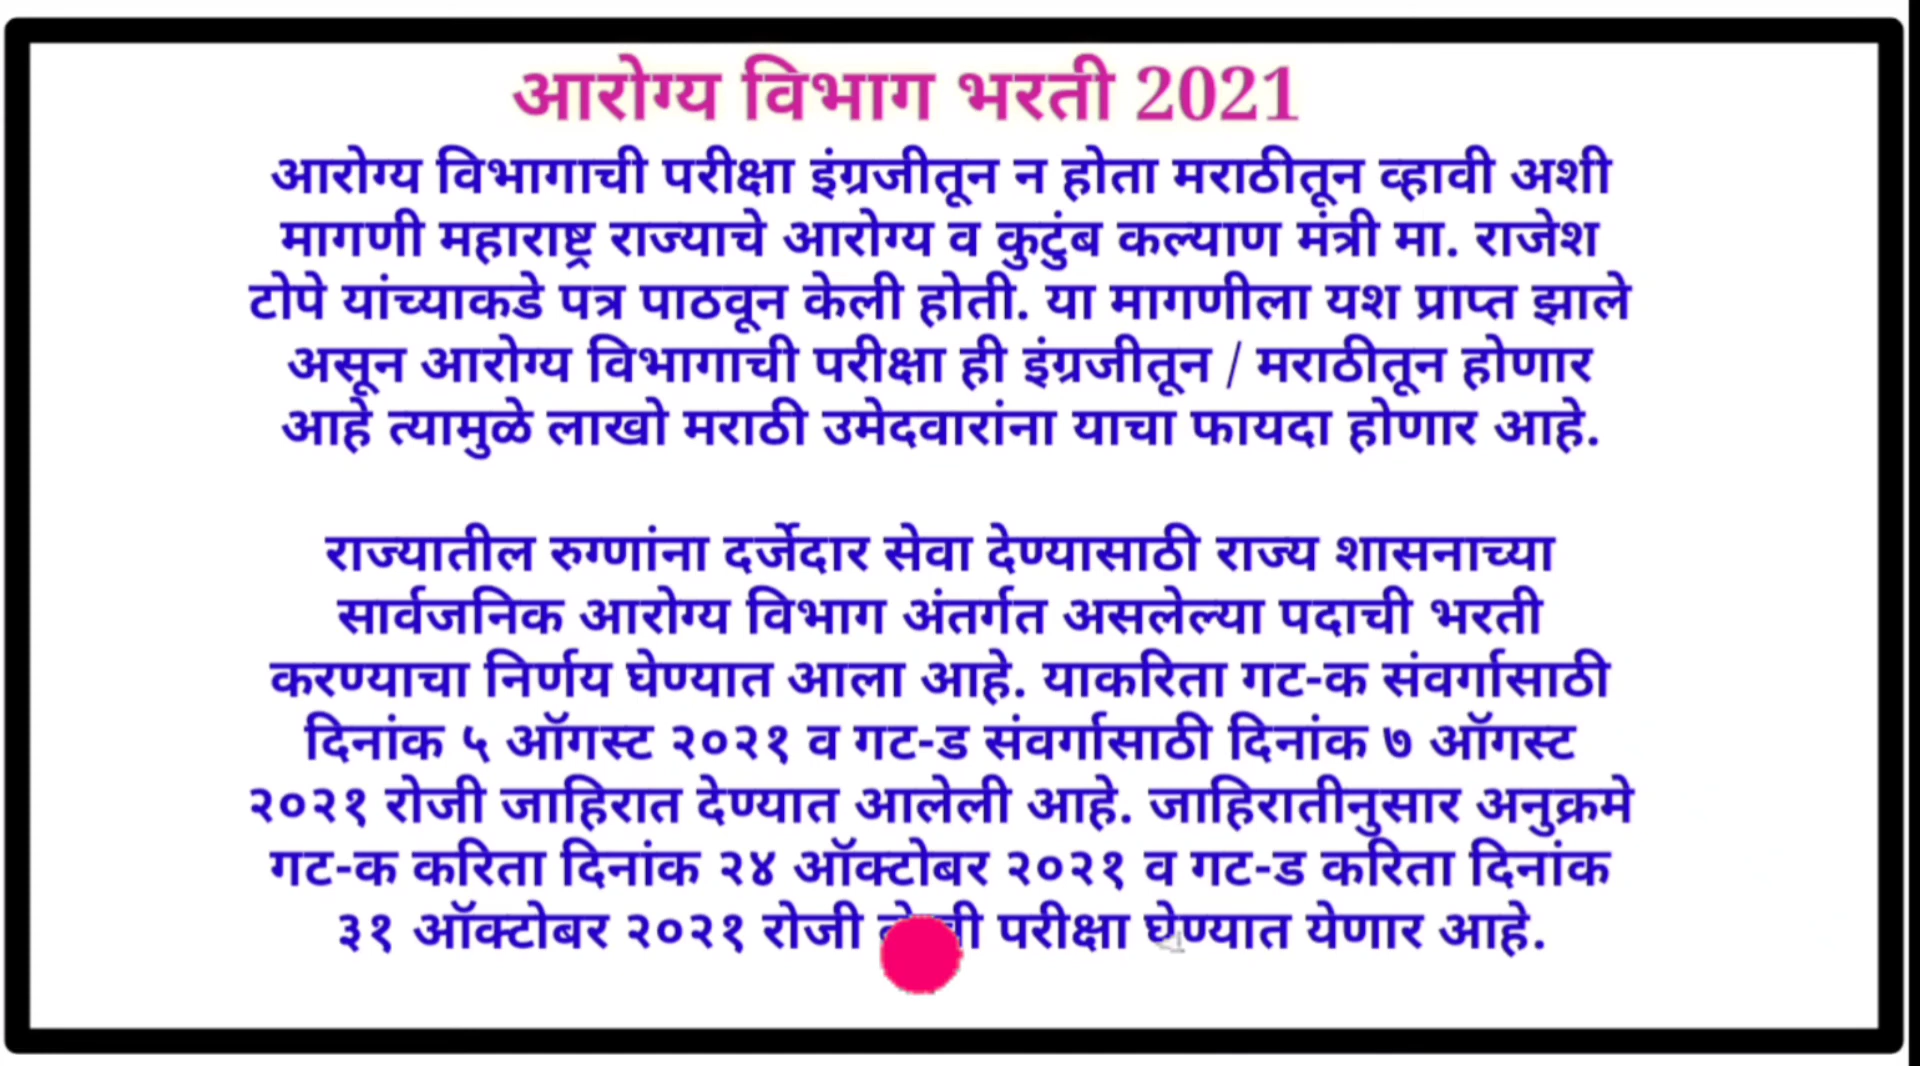 आरोग्य विभाग भरती 2021
आरोग्य विभागाची परीक्षा इंग्रजीतून न होता मराठीतून व्हावी अशी
मागणी महाराष्ट्र राज्याचे आरोग्य व कुटुंब कल्याण मंत्री मा. राजेश
टोपे यांच्याकडे पत्र पाठवून केली होती. या मागणीला यश प्राप्त झाले
असून आरोग्य विभागाची परीक्षा ही इंग्रजीतून / मराठीतून होणार
आहे त्यामुळे लाखो मराठी उमेदवारांना याचा फायदा होणार आहे.
राज्यातील रुग्णांना दर्जेदार सेवा देण्यासाठी राज्य शासनाच्या
सार्वजनिक आरोग्य विभाग अंतर्गत असलेल्या पदाची भरती
करण्याचा निर्णय घेण्यात आला आहे. याकरिता गट-क संवर्गासाठी
दिनांक ५ ऑगस्ट २०२१ व गट-ड संवर्गासाठी दिनांक ७ ऑगस्ट
२०२१ रोजी जाहिरात देण्यात आलेली आहे. जाहिरातीनुसार अनुक्रमे
गट-क करिता दिनांक २४ ऑक्टोबर २०२१ व गट-ड करिता दिनांक
३१ ऑक्टोबर २०२१ रोजी परीक्षा घेण्यात येणार आहे.